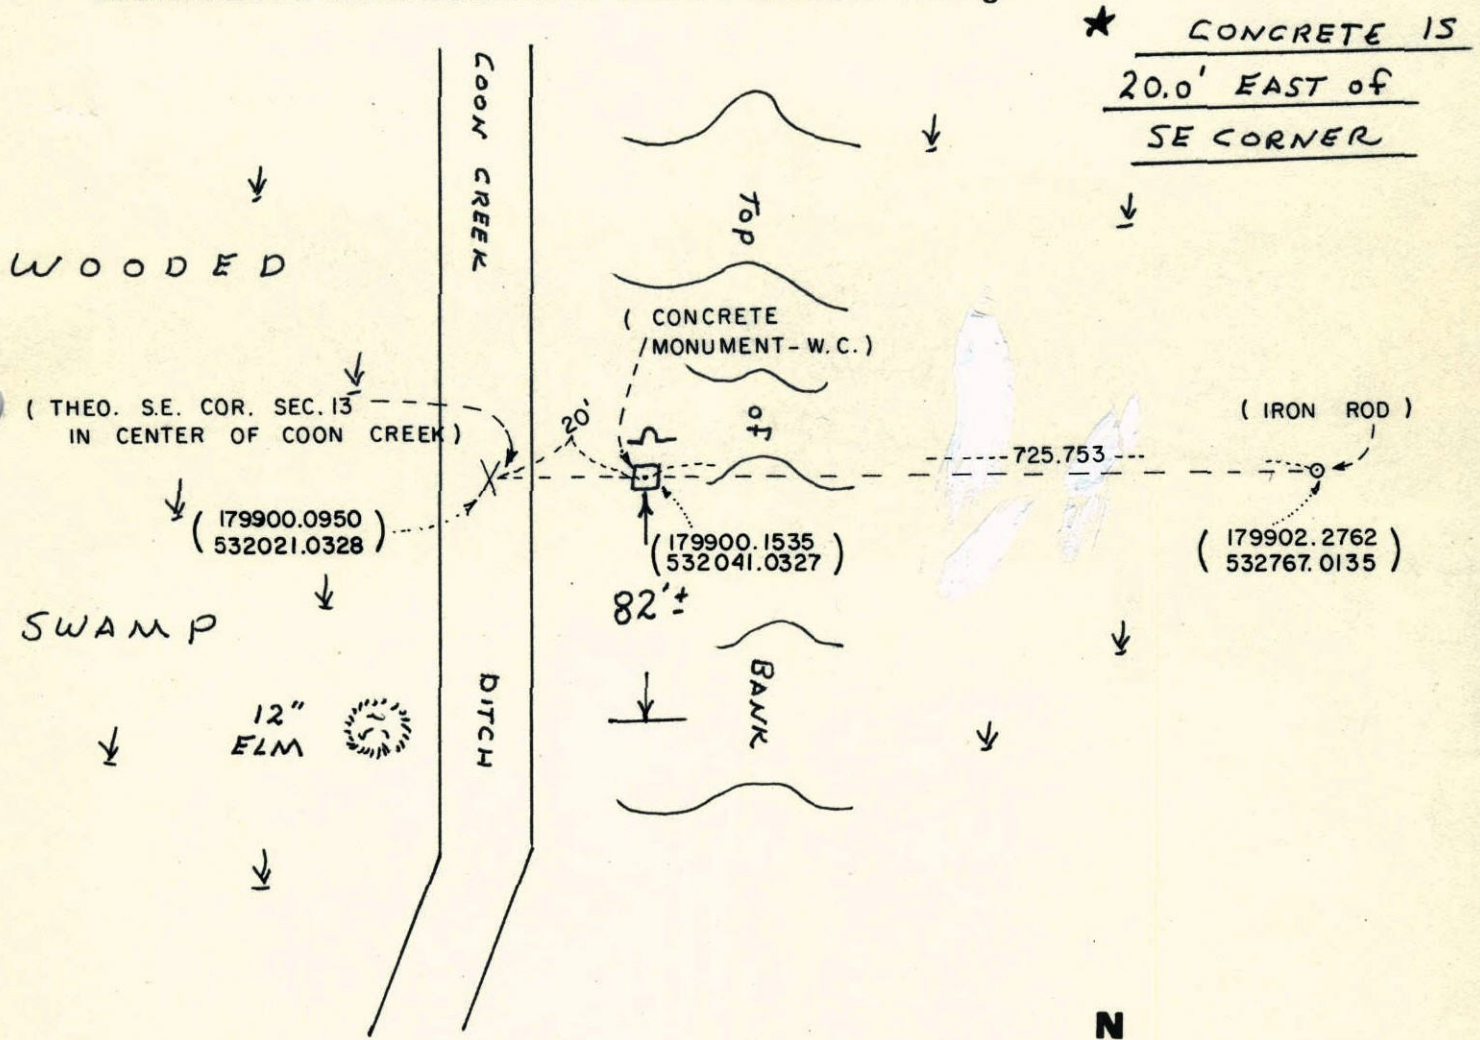 ★ CONCRETE IS
20.0' EAST of
SE CORNER
COON CREEK
Top
WOODED
( CONCRETE
MONUMENT - W.C. )
( THEO. S.E. COR. SEC. 13
IN CENTER OF COON CREEK )
20'
of
725.753
( IRON ROD )
( 179900.0950
532021.0328 )
( 179900.1535
532041.0327 )
( 179902.2762
532767.0135 )
82'±
SWAMP
DITCH
BANK
12"
ELM
N